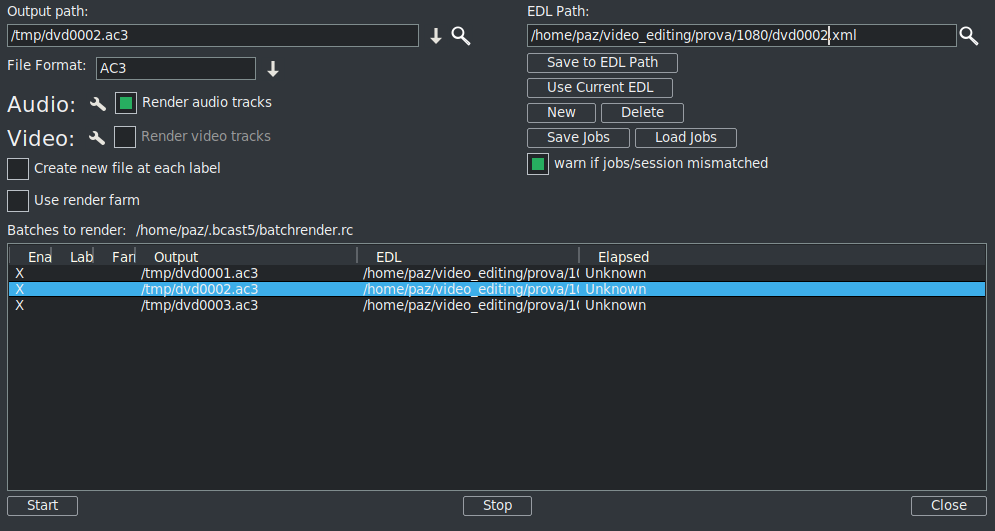 Output path: EDL Path:
/tmp/dvd0002.ac3 /home/paz/video_editing/prova/1080/dvd0002.xml
File Format: AC3 Save to EDL Path
Use Current EDL
Audio: Render audio tracks New Delete
Video: Render video tracks Save Jobs Load Jobs
Create new file at each label warn if jobs/session mismatched
Use render farm
Batches to render: /home/paz/.bcast5/batchrender.rc
Ena Lab Farı Output EDL Elapsed
X /tmp/dvd0001.ac3 /home/paz/video_editing/prova/10 Unknown
X /tmp/dvd0002.ac3 /home/paz/video_editing/prova/10 Unknown
X /tmp/dvd0003.ac3 /home/paz/video_editing/prova/10 Unknown
Start Stop Close